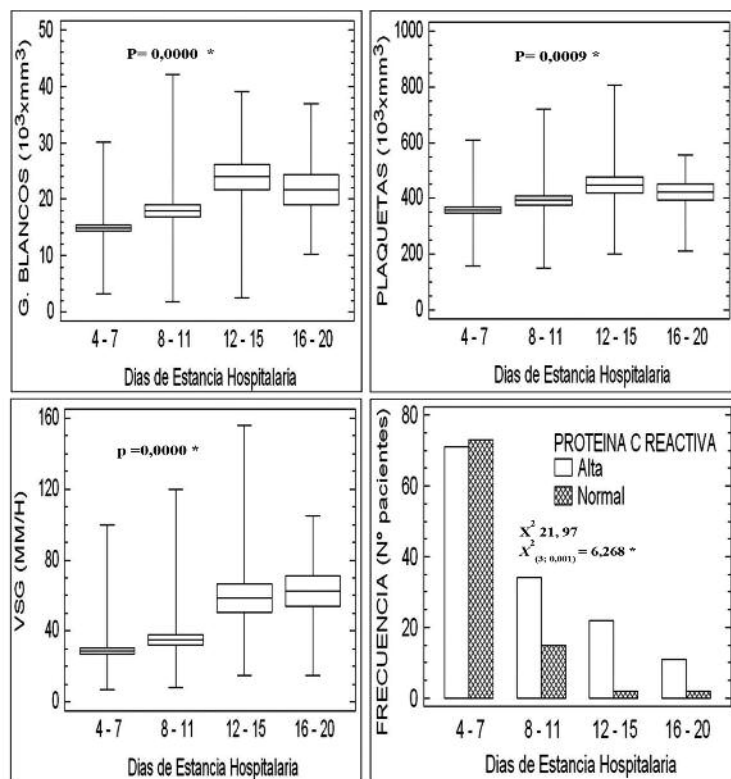 G. BLANCOS (10³xmm³)
50
40
30
20
10
0
P= 0,0000 *
4 - 7 8 - 11 12 - 15 16 - 20
Dias de Estancia Hospitalaria
PLAQUETAS (10³xmm³)
1000
800
600
400
200
0
P= 0,0009 *
4 - 7 8 - 11 12 - 15 16 - 20
Dias de Estancia Hospitalaria
VSG (MM/H)
160
120
80
40
0
p =0,0000 *
4 - 7 8 - 11 12 - 15 16 - 20
Dias de Estancia Hospitalaria
FRECUENCIA (Nº pacientes)
80
60
40
20
0
PROTEINA C REACTIVA
Alta
Normal
X² 21, 97
X² (3; 0,001) = 6,268 *
4 - 7 8 - 11 12 - 15 16 - 20
Dias de Estancia Hospitalaria